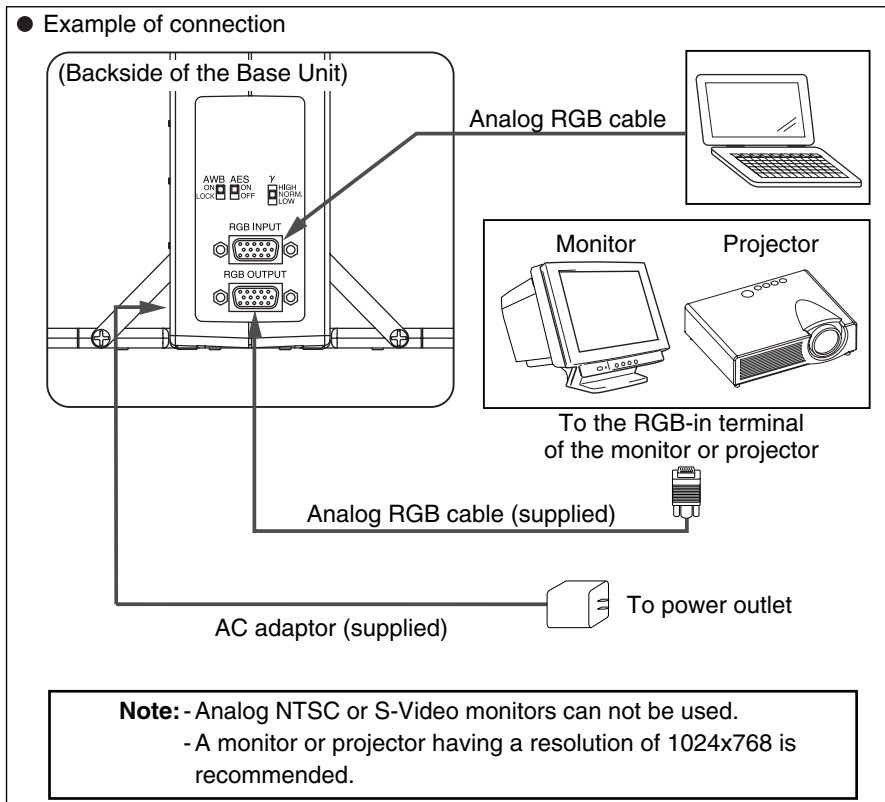 ● Example of connection
(Backside of the Base Unit)
Analog RGB cable
AWB AES γ
ON ON HIGH
LOCK OFF NORM.
LOW
RGB INPUT
RGB OUTPUT
Monitor Projector
To the RGB-in terminal
of the monitor or projector
Analog RGB cable (supplied)
To power outlet
AC adaptor (supplied)
Note: - Analog NTSC or S-Video monitors can not be used.
- A monitor or projector having a resolution of 1024x768 is
recommended.